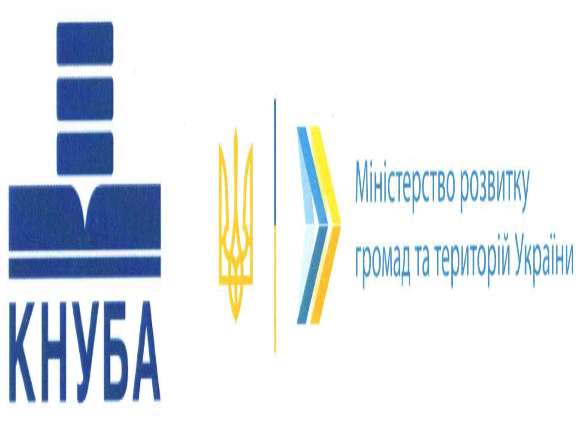 КНУБА
Міністерство розвитку
громад та територій України